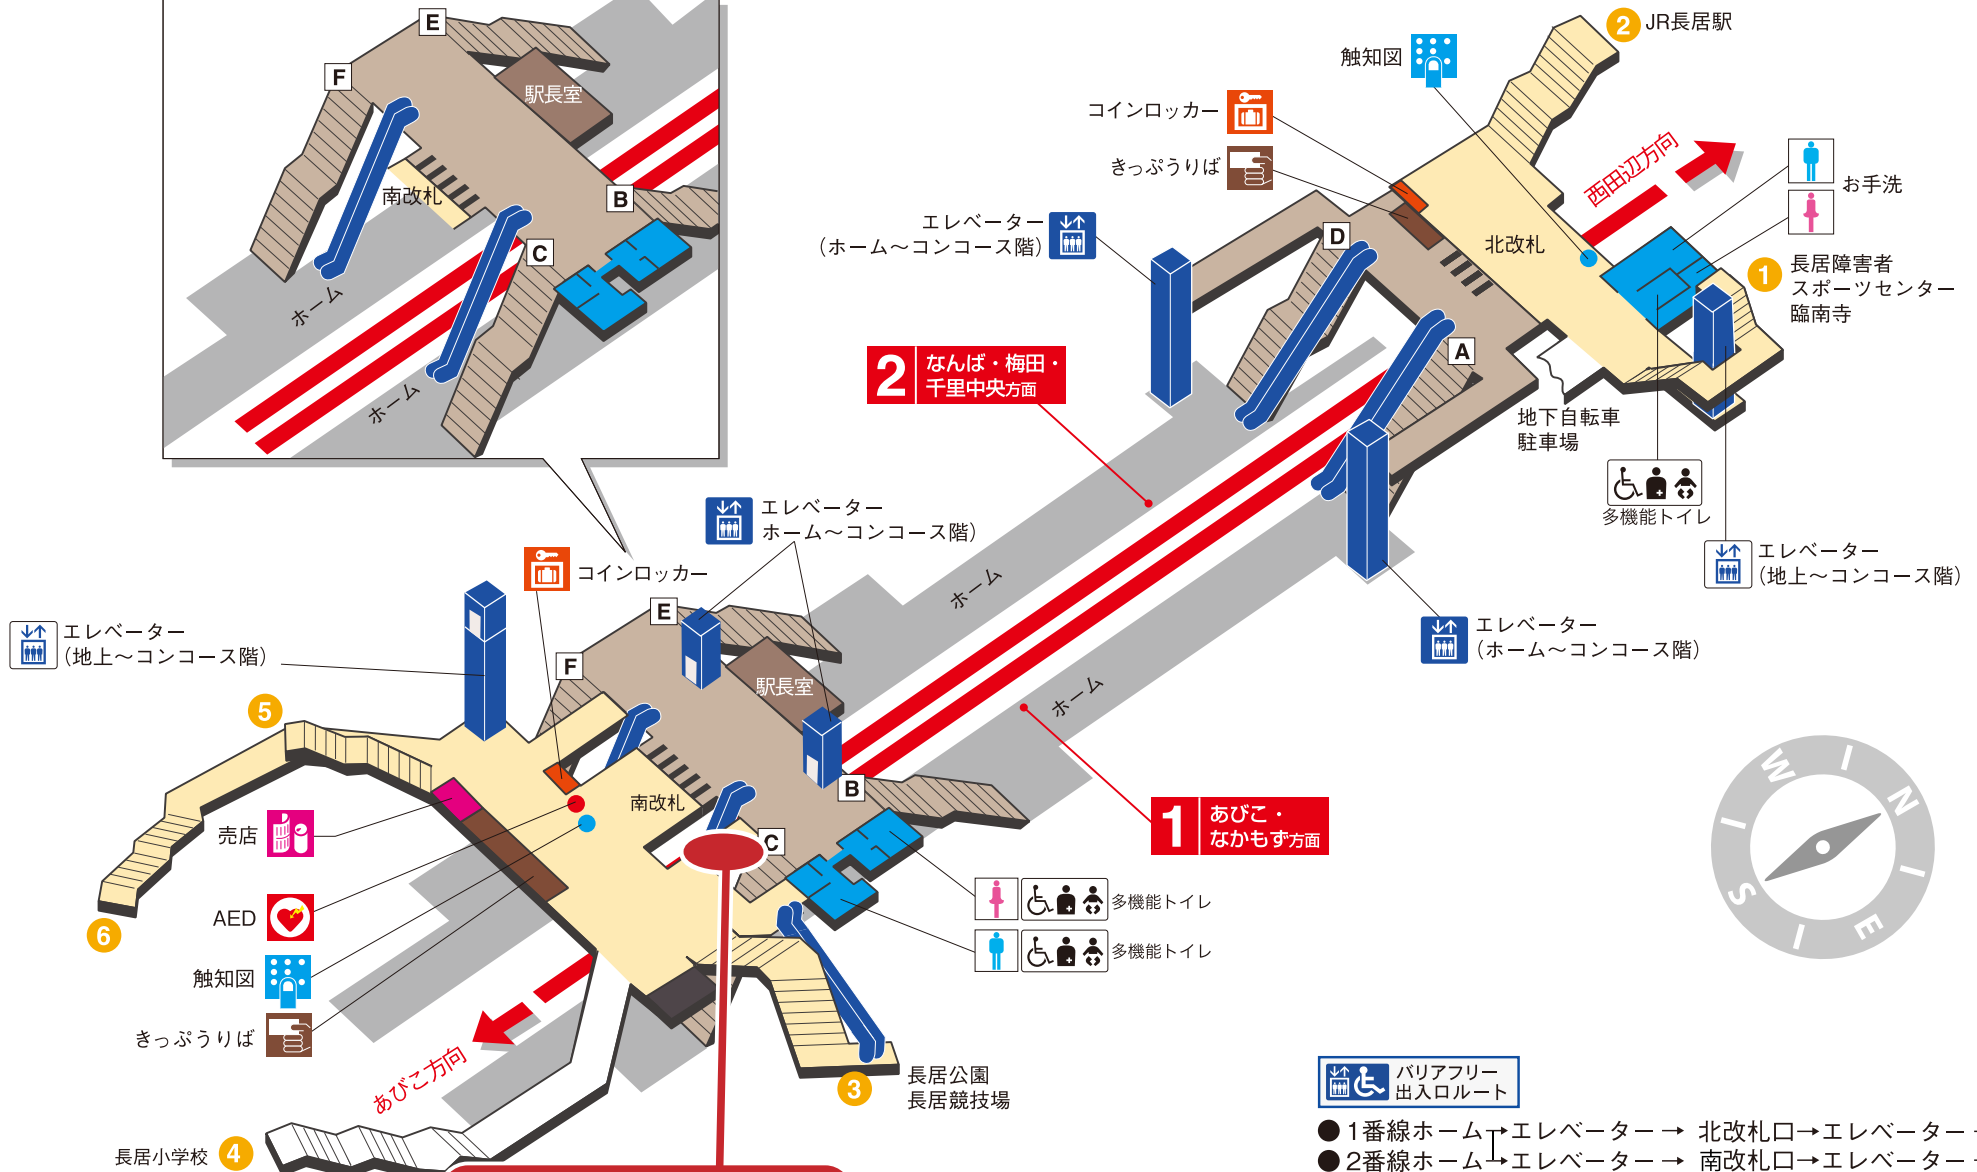 E
F
駅長室
南改札
B
C
ホーム
ホーム
2 JR長居駅
触知図
コインロッカー
きっぷうりば
西田辺方向
お手洗
エレベーター
（ホーム〜コンコース階）
D
北改札
1 長居障害者
スポーツセンター
臨南寺
A
2 なんば・梅田・
千里中央方面
地下自転車
駐車場
多機能トイレ
エレベーター
（地上〜コンコース階）
エレベーター
ホーム〜コンコース階）
コインロッカー
ホーム
エレベーター
（ホーム〜コンコース階）
E
エレベーター
（地上〜コンコース階）
F
駅長室
ホーム
5
B
南改札
C
1 あびこ・
なかもず方面
売店
AED
6
触知図
きっぷうりば
多機能トイレ
多機能トイレ
あびこ方向
3 長居公園
長居競技場
長居小学校 4
W
N
S
E
バリアフリー
出入口ルート
● 1番線ホーム→エレベーター→ 北改札口→エレベーター
● 2番線ホーム→エレベーター→ 南改札口→エレベーター